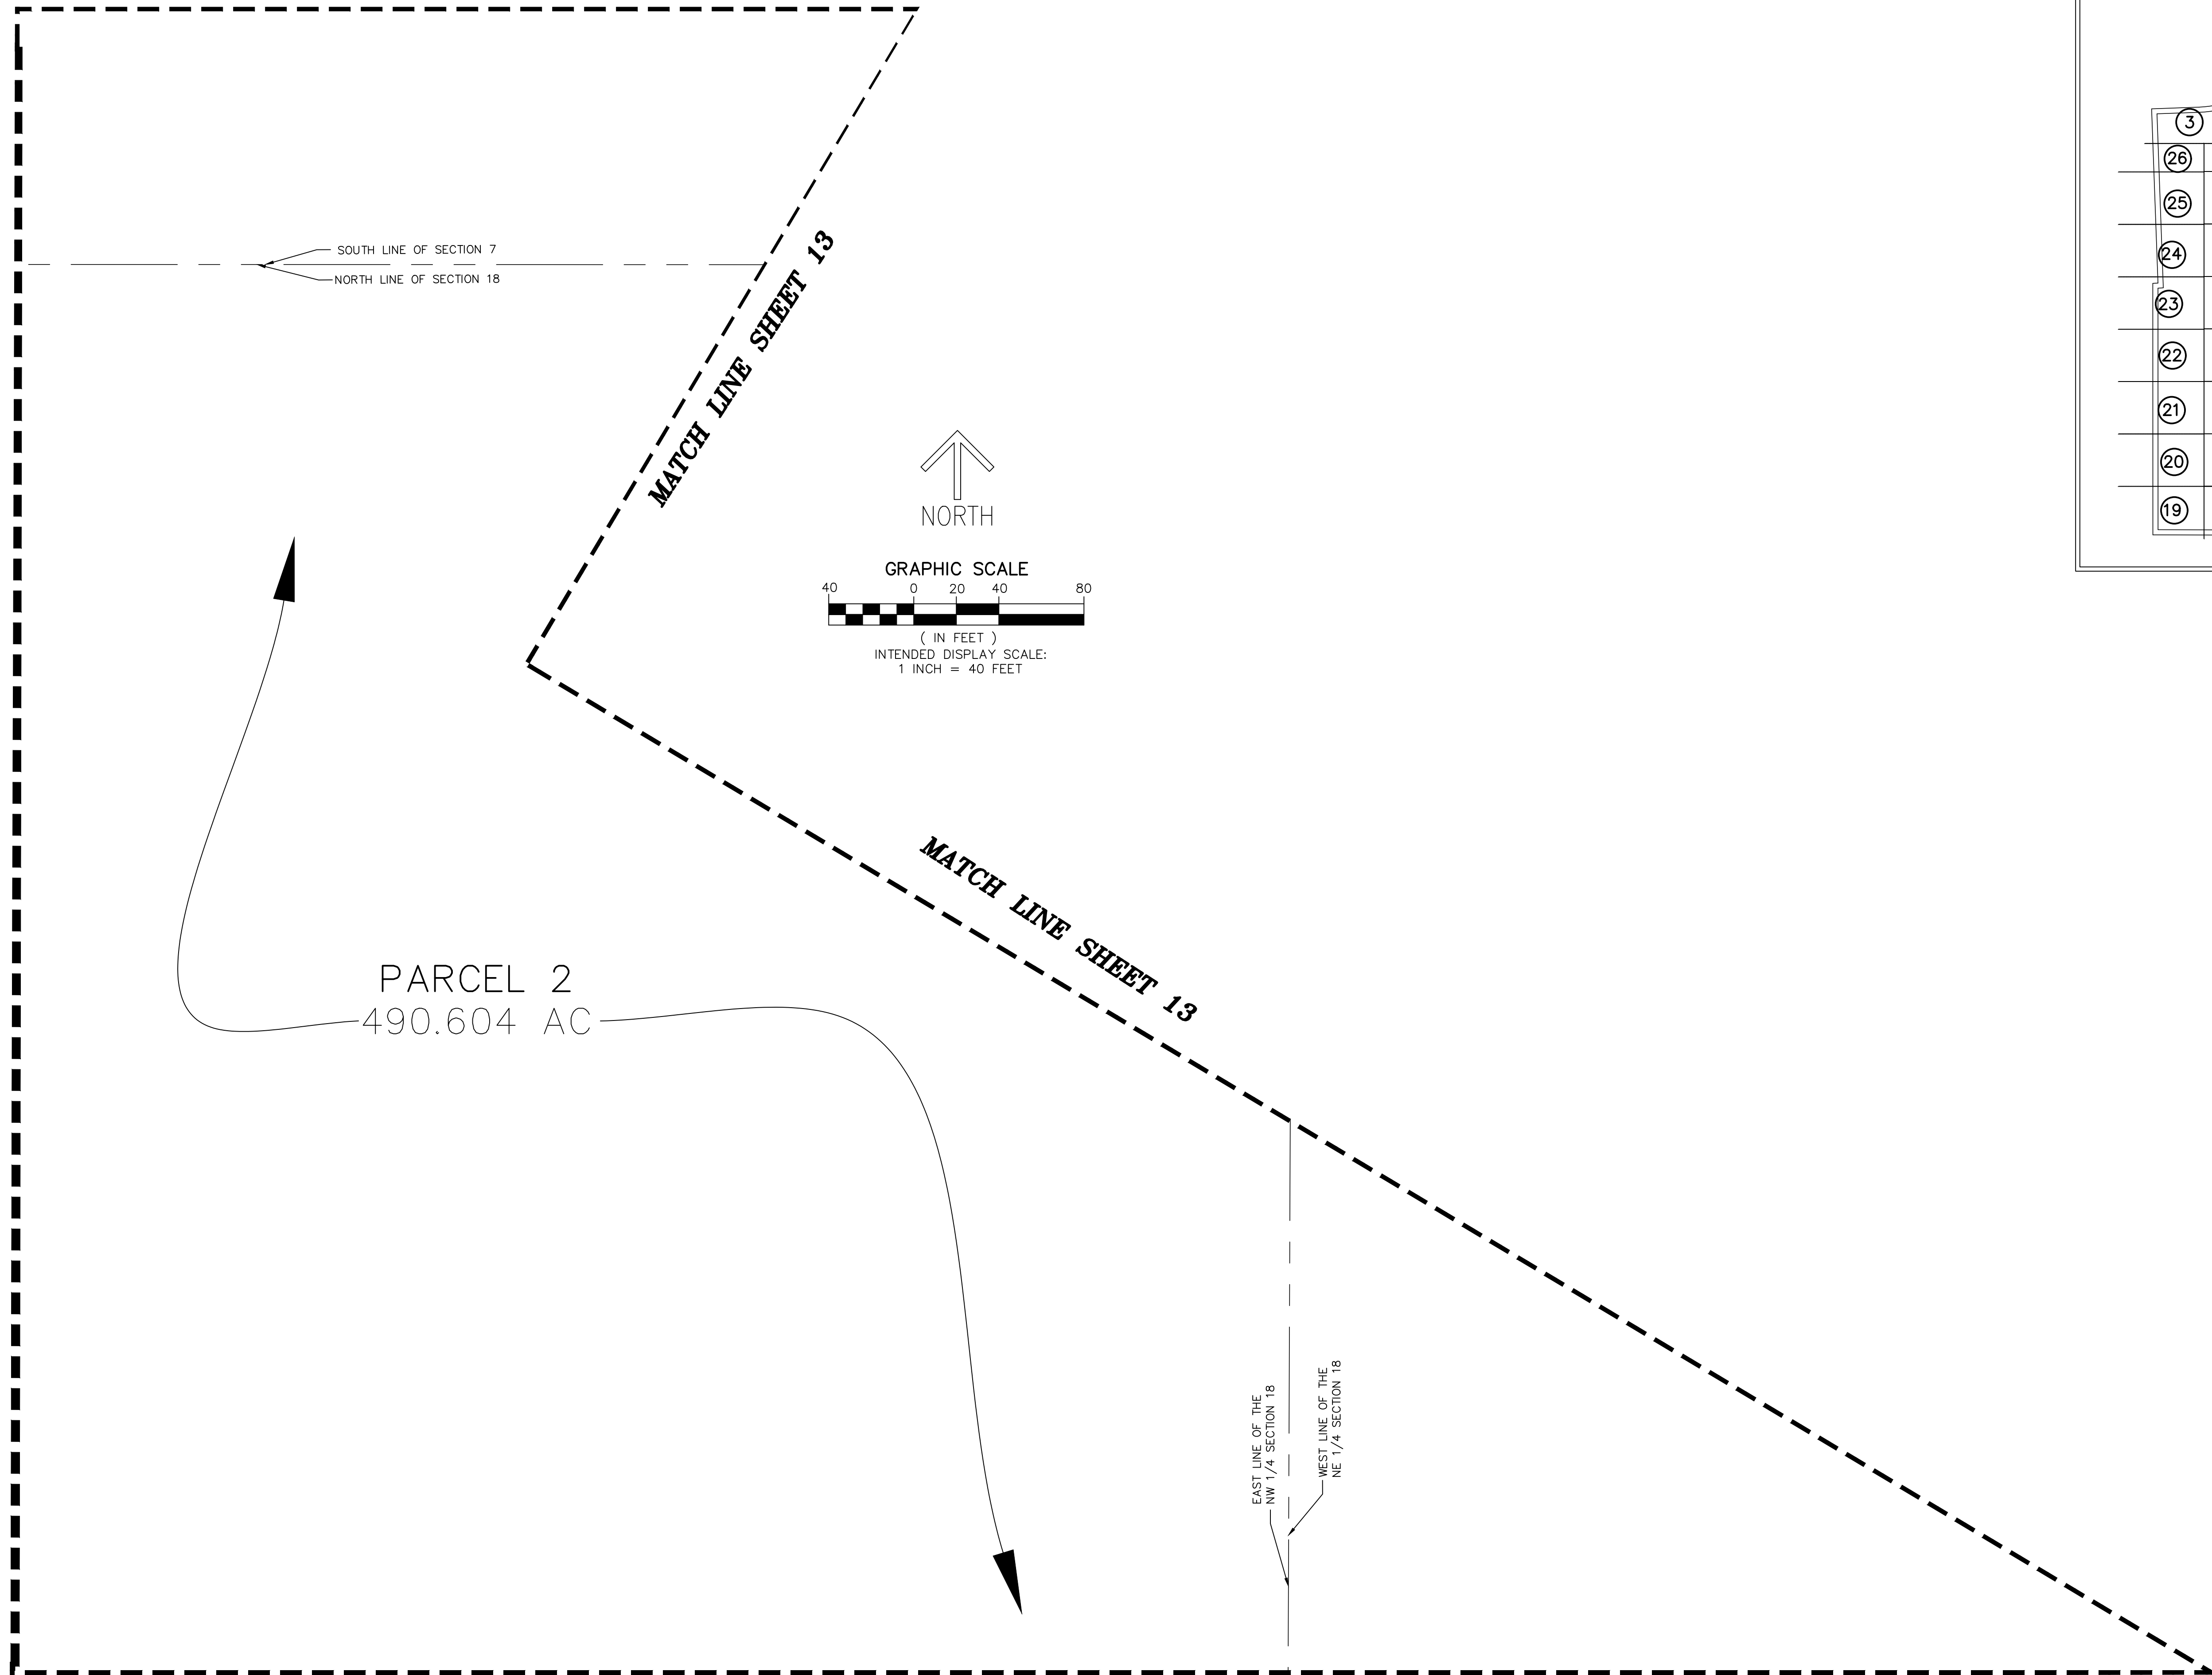 SOUTH LINE OF SECTION 7
NORTH LINE OF SECTION 18
MATCH LINE SHEET 13
NORTH
GRAPHIC SCALE
40 0 20 40 80
( IN FEET )
INTENDED DISPLAY SCALE:
1 INCH = 40 FEET
MATCH LINE SHEET 13
PARCEL 2
490.604 AC
EAST LINE OF THE
NW 1/4 SECTION 18
WEST LINE OF THE
NE 1/4 SECTION 18
3
26
25
24
23
22
21
20
19